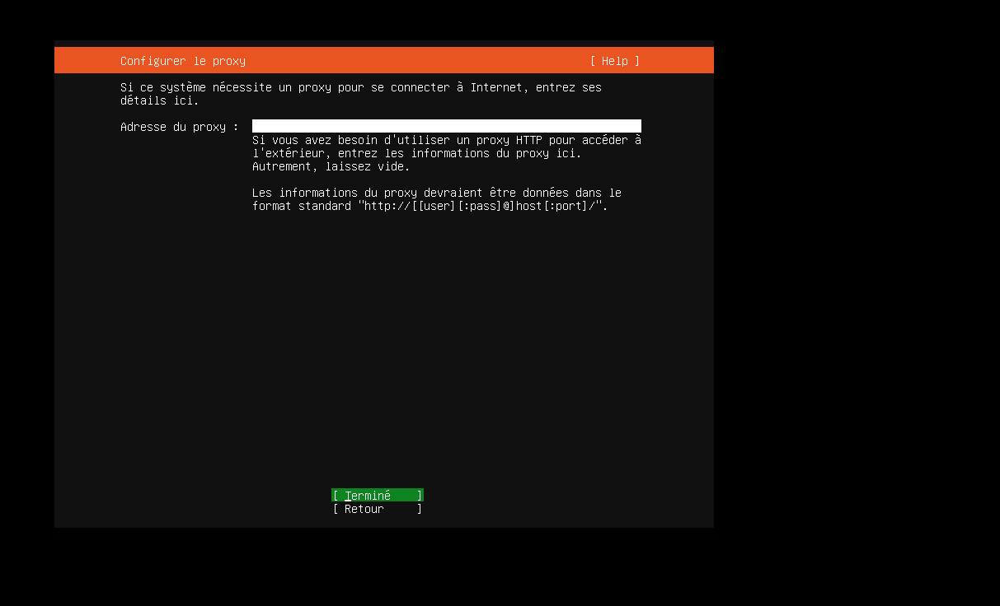 Configurer le proxy [ Help ]
Si ce système nécessite un proxy pour se connecter à Internet, entrez ses
détails ici.
Adresse du proxy :
Si vous avez besoin d'utiliser un proxy HTTP pour accéder à
l'extérieur, entrez les informations du proxy ici.
Autrement, laissez vide.
Les informations du proxy devraient être données dans le
format standard "http://[[user][:pass]@]host[:port]/".
[ Terminé ]
[ Retour ]